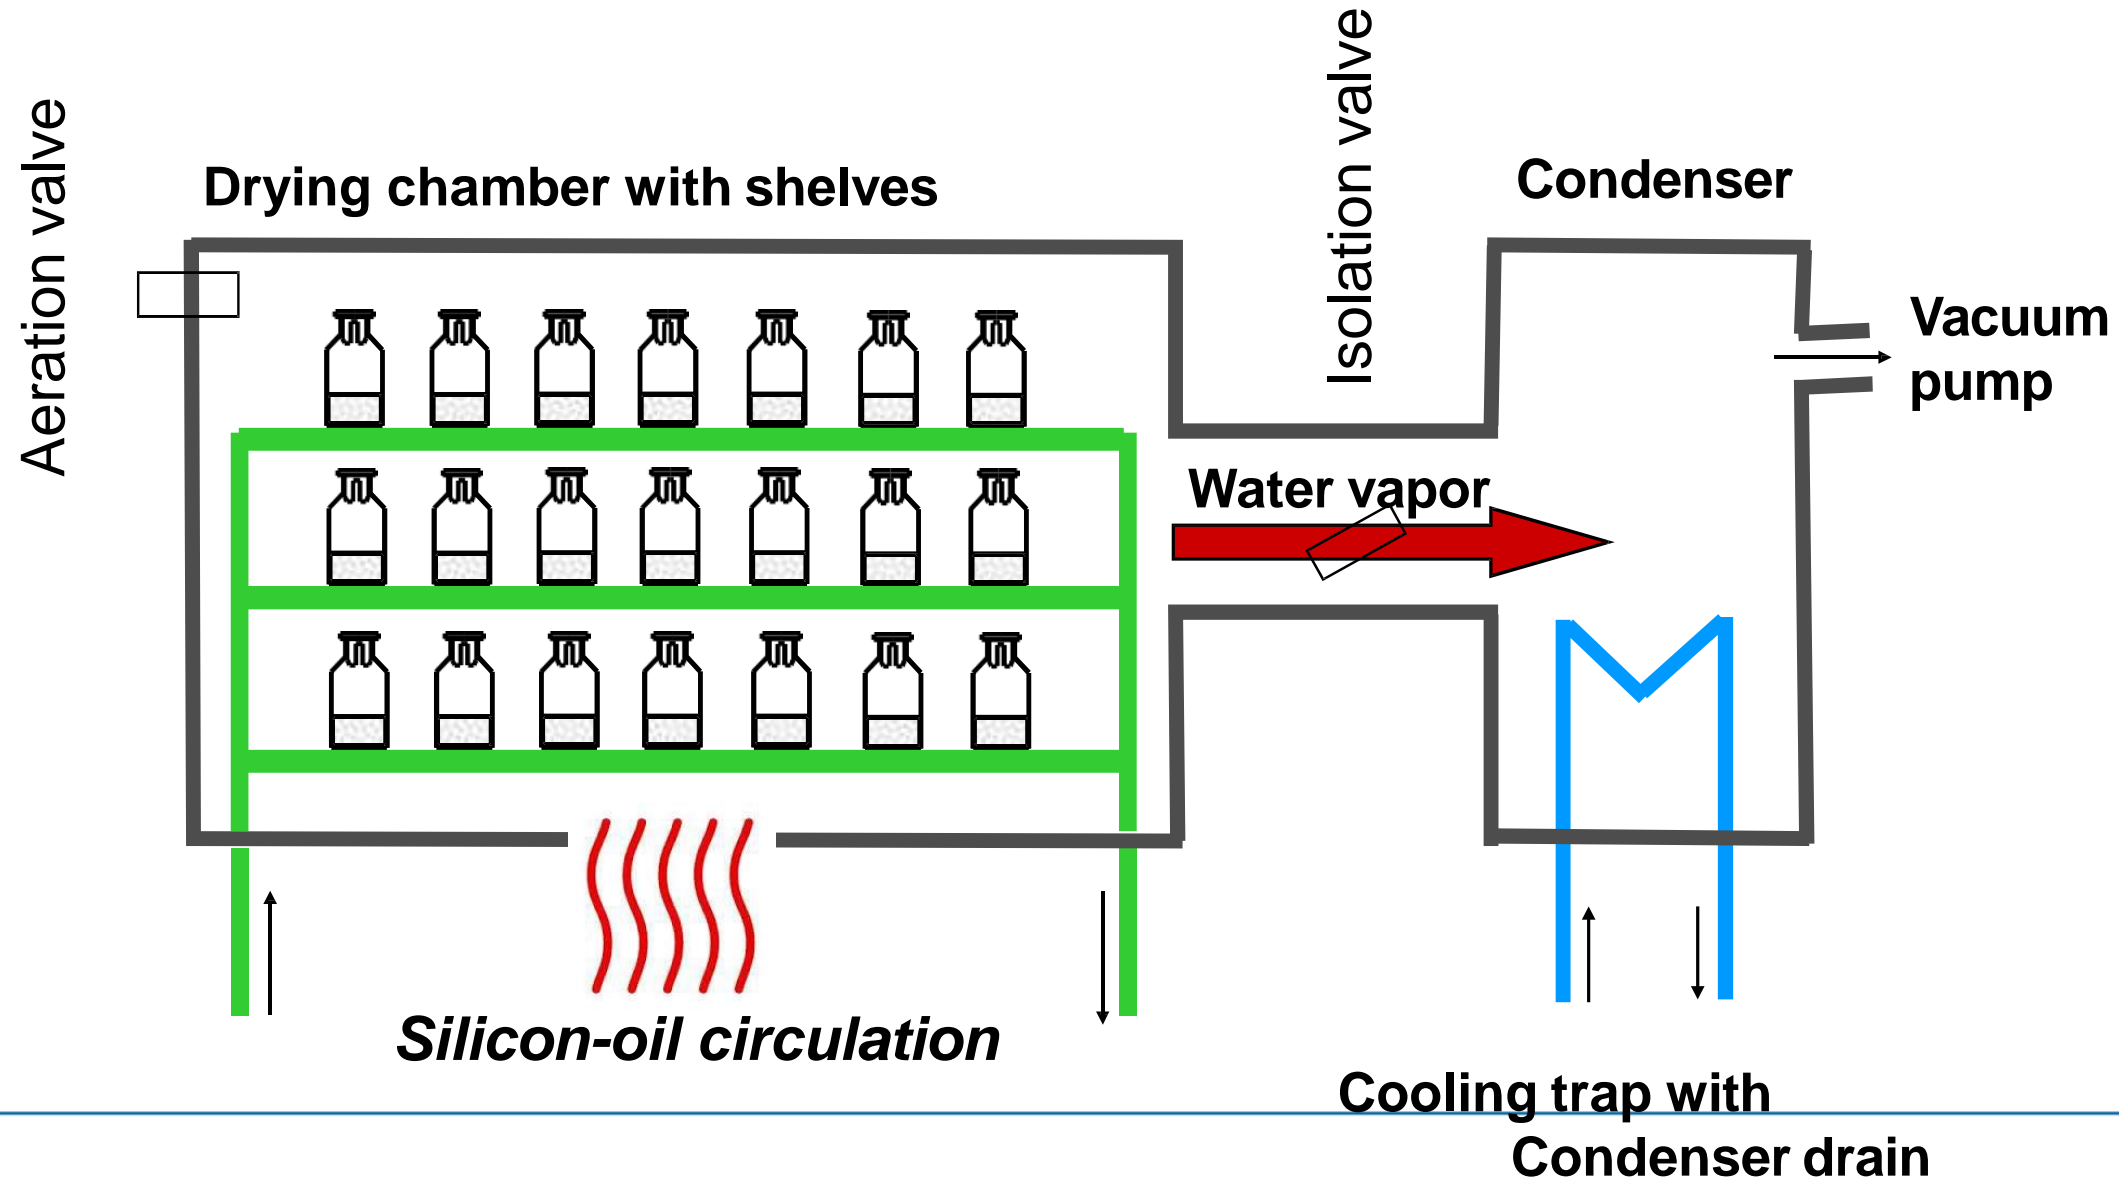 Aeration valve
Drying chamber with shelves
Isolation valve
Condenser
Vacuum
pump
Water vapor
Silicon-oil circulation
Cooling trap with
Condenser drain